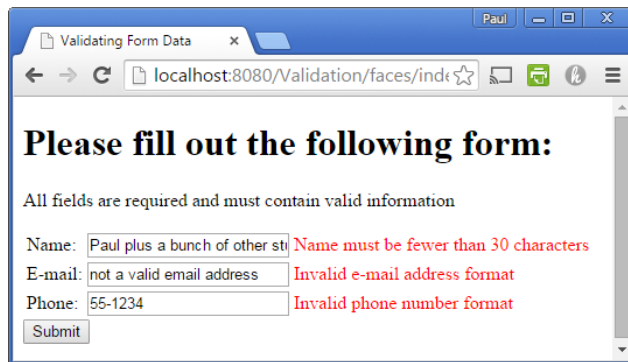 Paul
Validating Form Data
localhost:8080/Validation/faces/inde
Please fill out the following form:
All fields are required and must contain valid information
Name: Paul plus a bunch of other stu Name must be fewer than 30 characters
E-mail: not a valid email address Invalid e-mail address format
Phone: 55-1234 Invalid phone number format
Submit